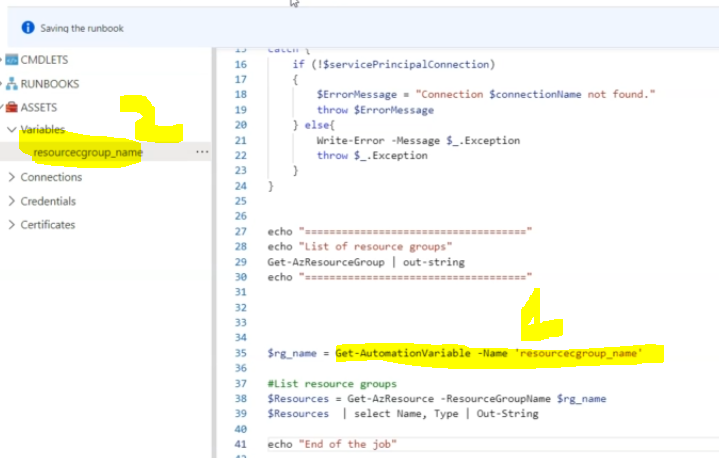 Saving the runbook
CMDLETS
RUNBOOKS
ASSETS
Variables
resourcecgroup_name ...
Connections
Credentials
Certificates
15 catch {
16 if (!$servicePrincipalConnection)
17 {
18 $ErrorMessage = "Connection $connectionName not found."
19 throw $ErrorMessage
20 } else{
21 Write-Error -Message $_.Exception
22 throw $_.Exception
23 }
24 }
25
26
27 echo "====================================="
28 echo "List of resource groups"
29 Get-AzResourceGroup | out-string
30 echo "====================================="
31
32
33
34
35 $rg_name = Get-AutomationVariable -Name 'resourcecgroup_name'
36
37 #List resource groups
38 $Resources = Get-AzResource -ResourceGroupName $rg_name
39 $Resources | select Name, Type | Out-String
40
41 echo "End of the job"